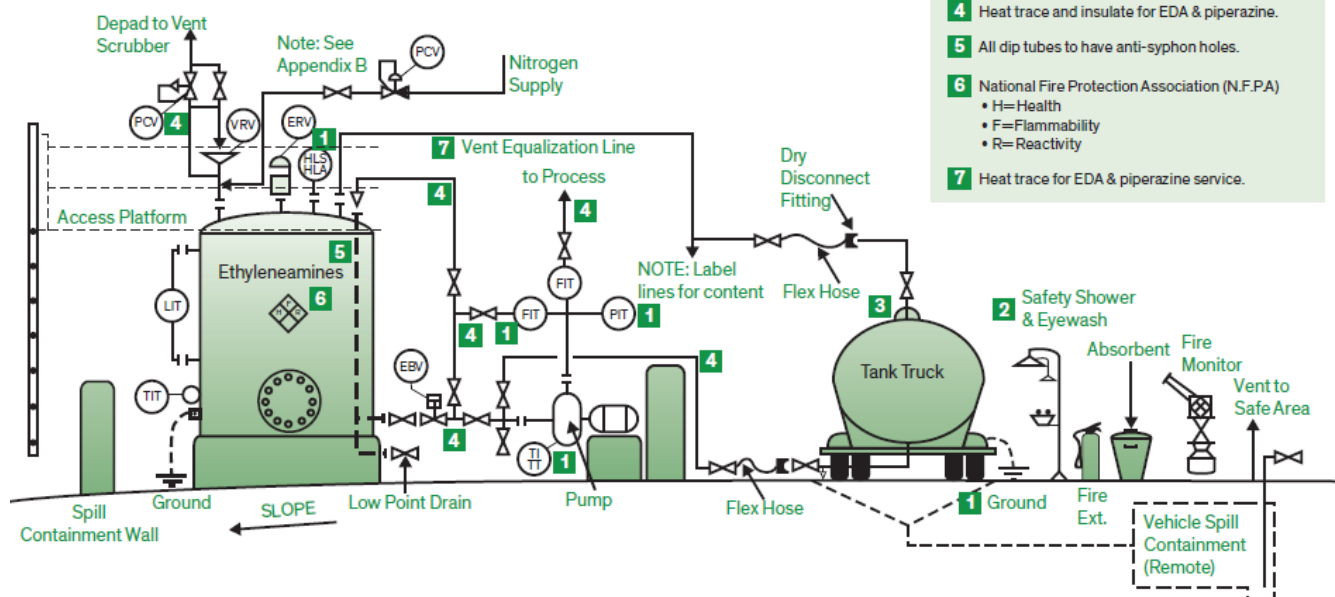 Depad to Vent
Scrubber
Note: See
Appendix B
PCV
Nitrogen
Supply
4 Heat trace and insulate for EDA & piperazine.
5 All dip tubes to have anti-syphon holes.
6 National Fire Protection Association (N.F.P.A)
• H=Health
• F=Flammability
• R=Reactivity
7 Heat trace for EDA & piperazine service.
PCV
4
VRV
ERV
1
HLS
HLA
7 Vent Equalization Line
to Process
4
4
Dry
Disconnect
Fitting
Access Platform
5
Ethyleneamines
6
F
H
R
LIT
FIT
FIT
PIT
1
4
1
NOTE: Label
lines for content
Flex Hose
3
2 Safety Shower
& Eyewash
Absorbent
Fire
Monitor
Vent to
Safe Area
EBV
4
Tank Truck
TIT
4
TI
TT
1
Ground
SLOPE
Low Point Drain
Pump
Flex Hose
1 Ground
Fire
Ext.
Spill
Containment Wall
Vehicle Spill
Containment
(Remote)